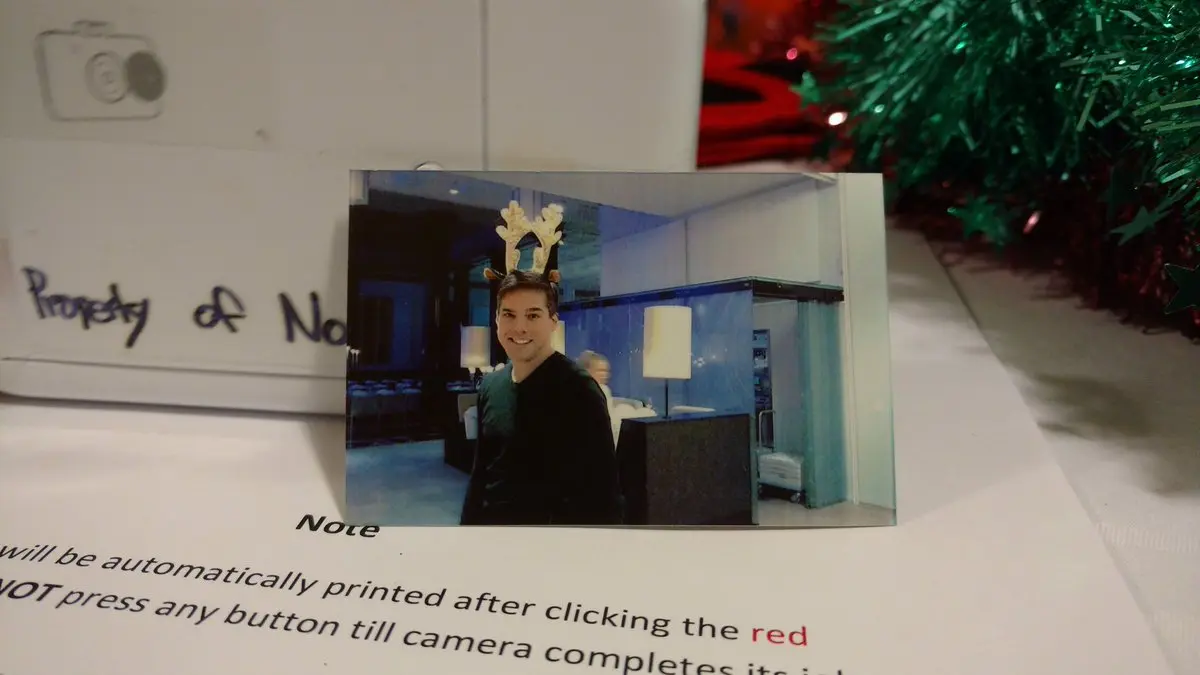 Property of No
Note
will be automatically printed after clicking the red
NOT press any button till camera completes its